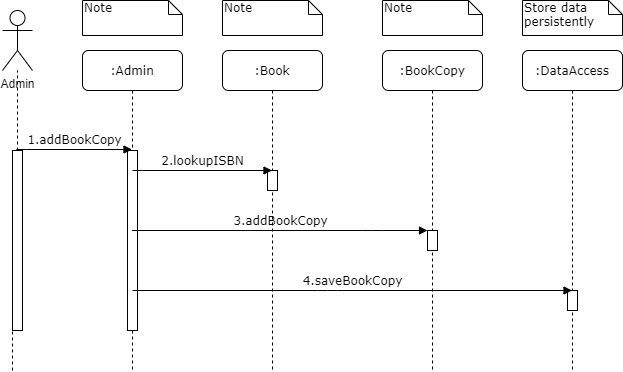 Note
Note
Note
Store data
persistently
Admin
:Admin
:Book
:BookCopy
:DataAccess
1.addBookCopy
2.lookupISBN
3.addBookCopy
4.saveBookCopy